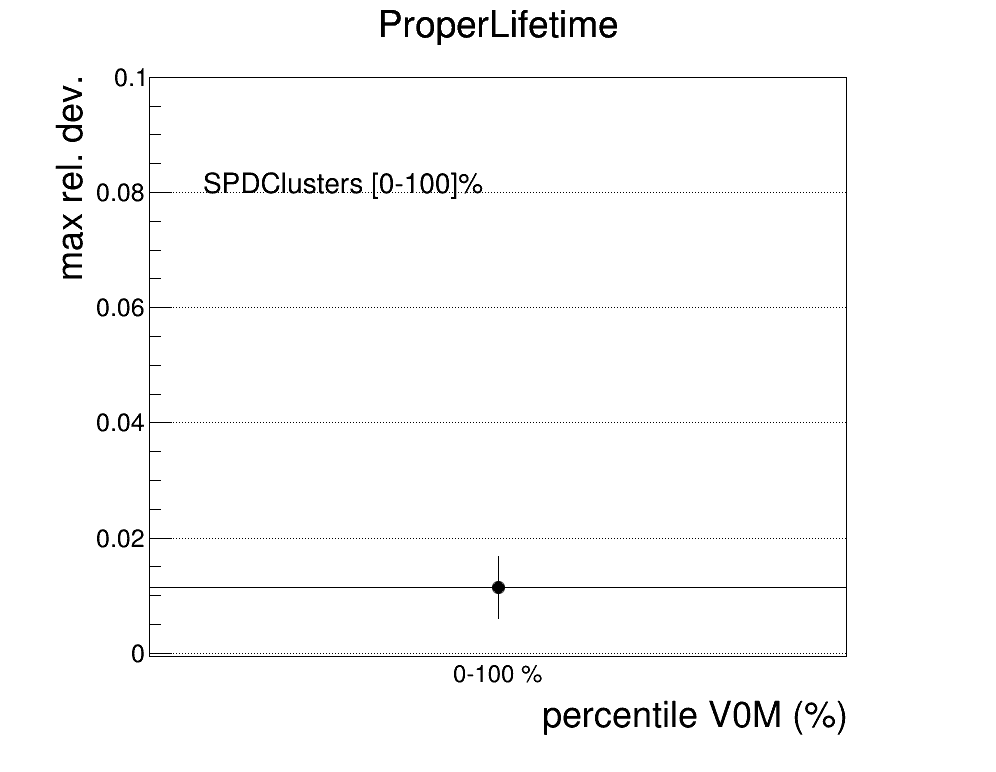 ProperLifetime
max rel. dev.
0.1
SPDClusters [0-100]%
0.08
0.06
0.04
0.02
0
0-100 %
percentile V0M (%)